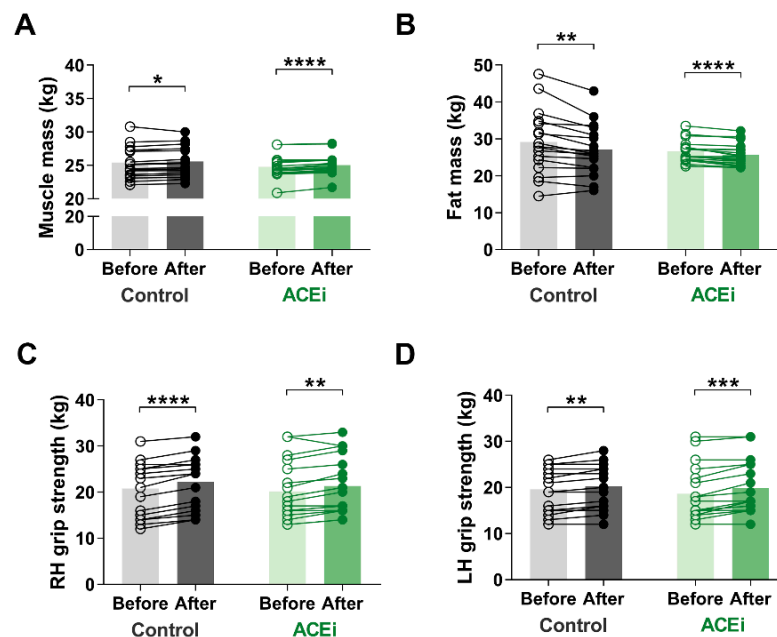 A
Muscle mass (kg)
40
35
30
25
20
20
0
*
****
Before After
Before After
Control
ACEi
B
Fat mass (kg)
50
40
30
20
10
0
**
****
Before After
Before After
Control
ACEi
C
RH grip strength (kg)
40
30
20
10
0
****
**
Before After
Before After
Control
ACEi
D
LH grip strength (kg)
40
30
20
10
0
**
***
Before After
Before After
Control
ACEi